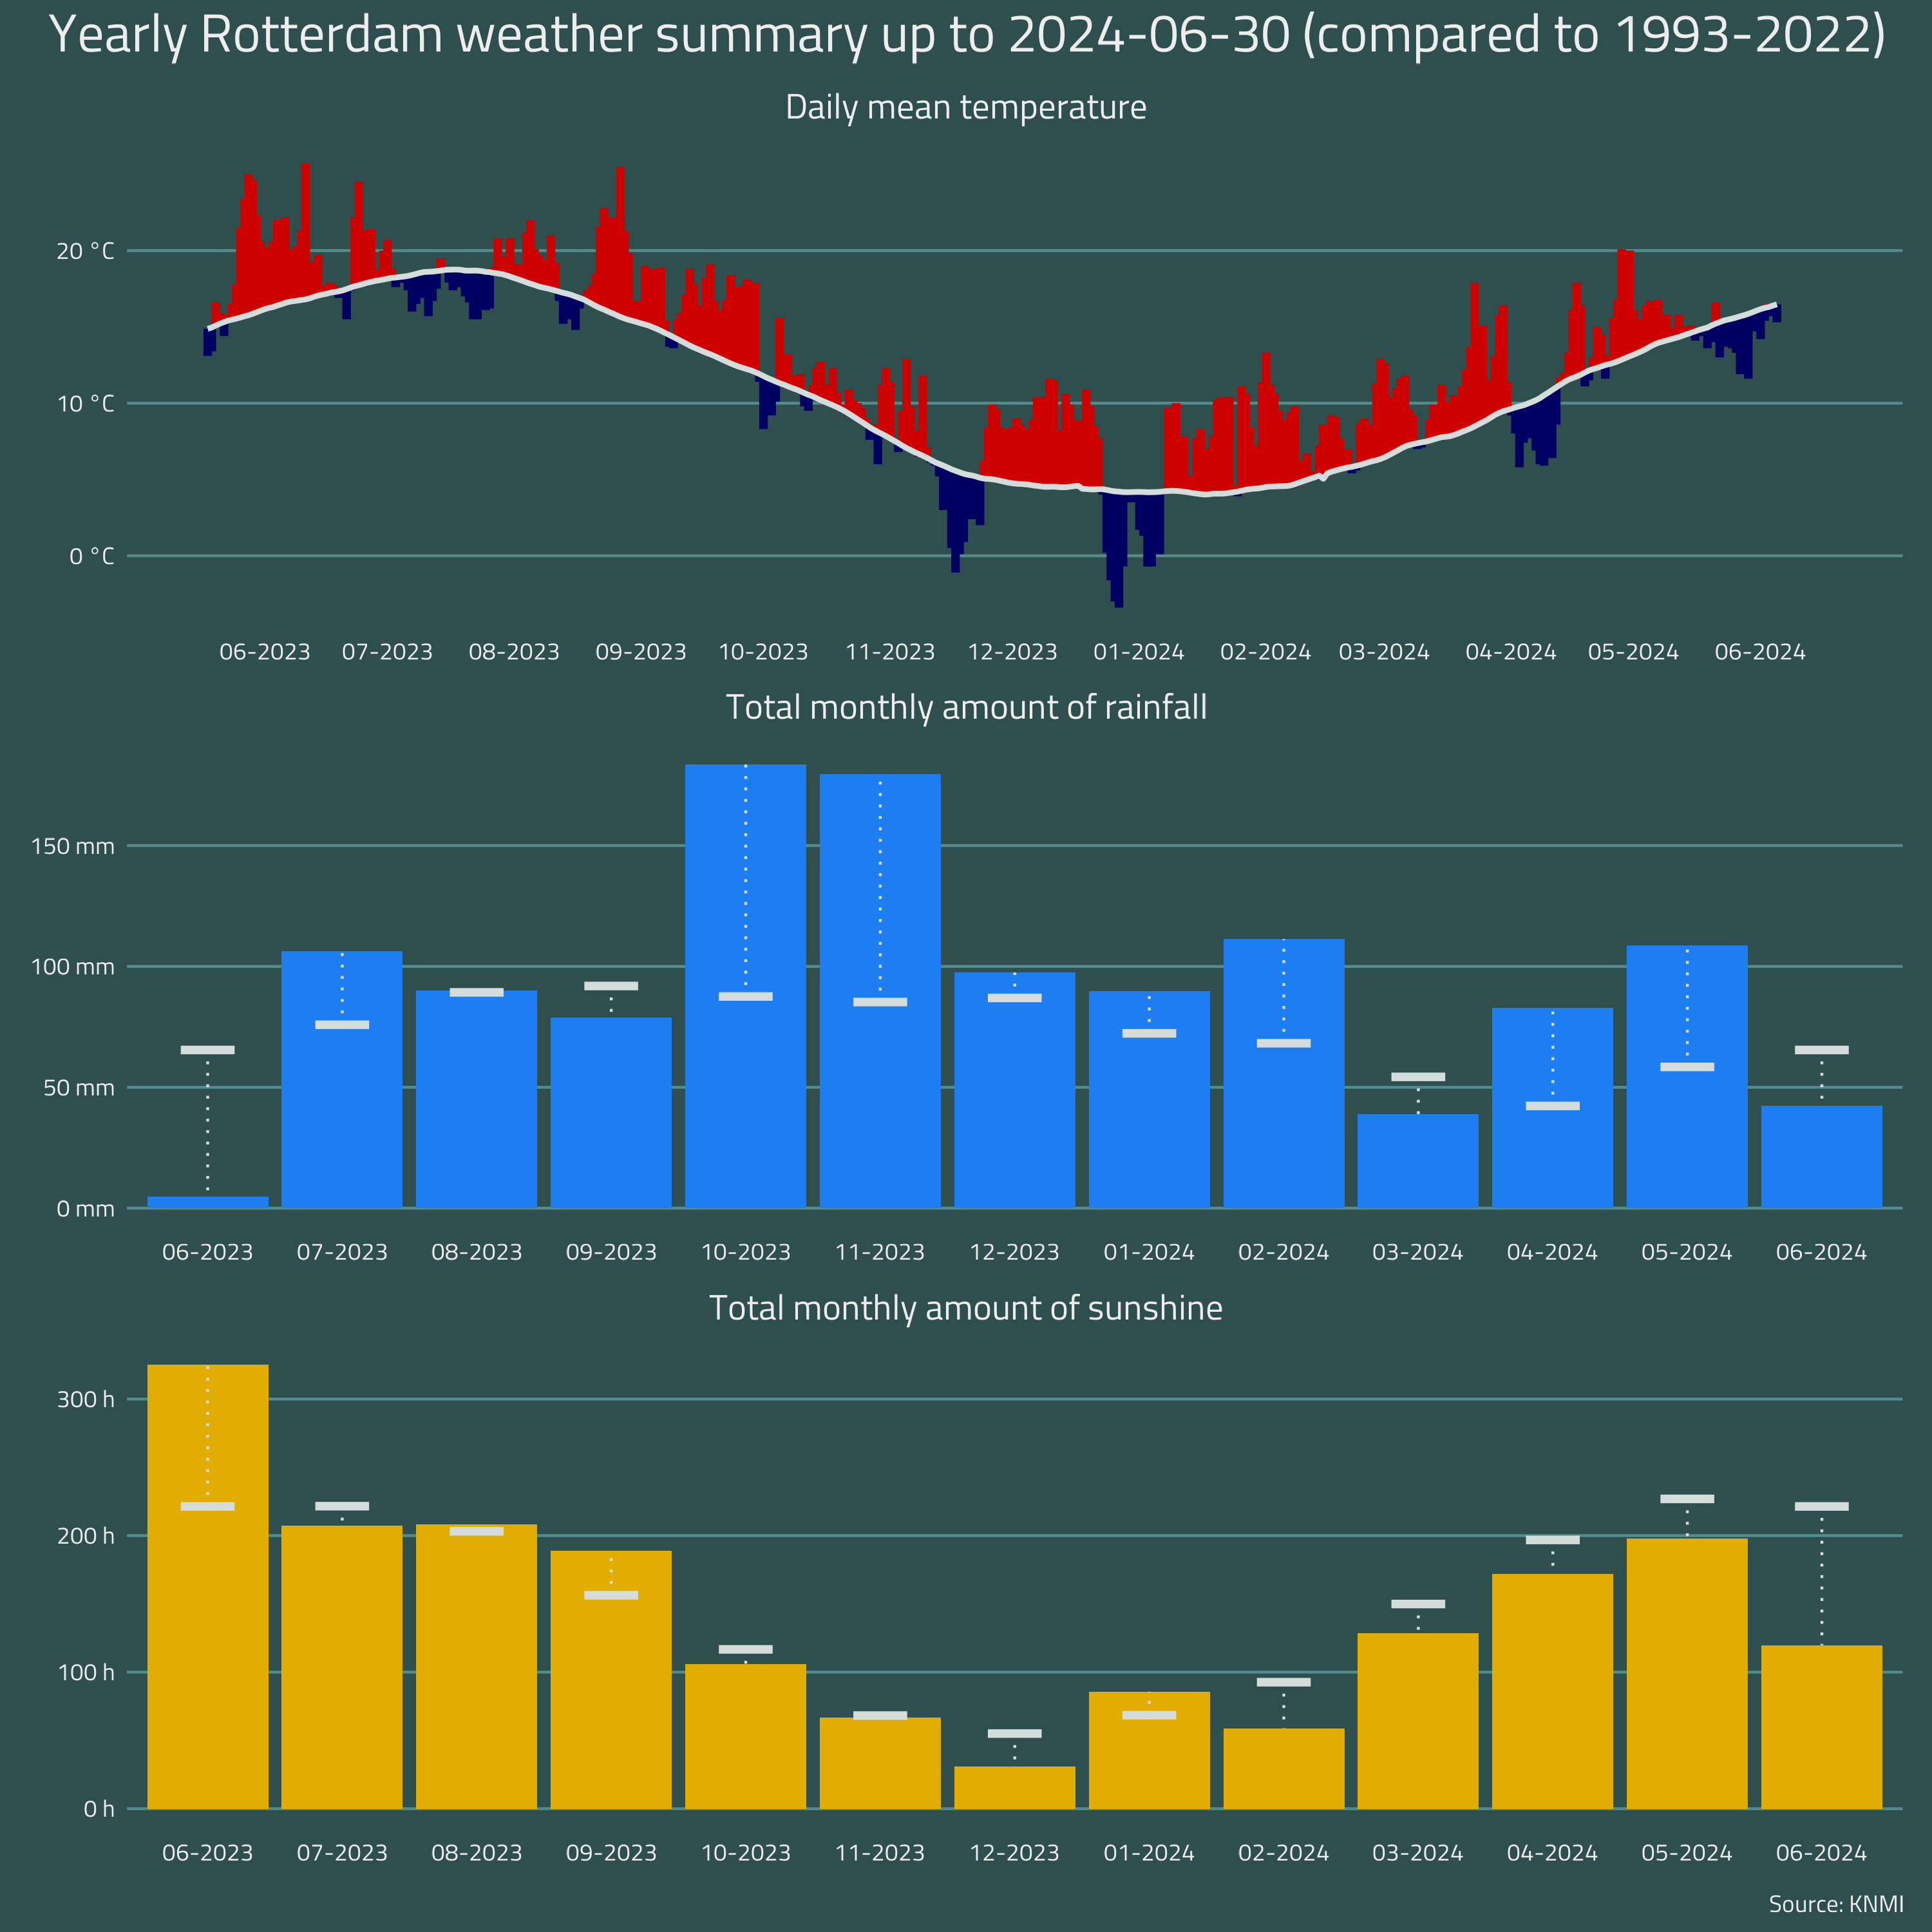 Yearly Rotterdam weather summary up to 2024-06-30 (compared to 1993-2022)
Daily mean temperature
20 °C
10 °C
0 °C
06-2023 07-2023 08-2023 09-2023 10-2023 11-2023 12-2023 01-2024 02-2024 03-2024 04-2024 05-2024 06-2024
Total monthly amount of rainfall
150 mm
100 mm
50 mm
0 mm
06-2023 07-2023 08-2023 09-2023 10-2023 11-2023 12-2023 01-2024 02-2024 03-2024 04-2024 05-2024 06-2024
Total monthly amount of sunshine
300 h
200 h
100 h
0 h
06-2023 07-2023 08-2023 09-2023 10-2023 11-2023 12-2023 01-2024 02-2024 03-2024 04-2024 05-2024 06-2024
Source: KNMI